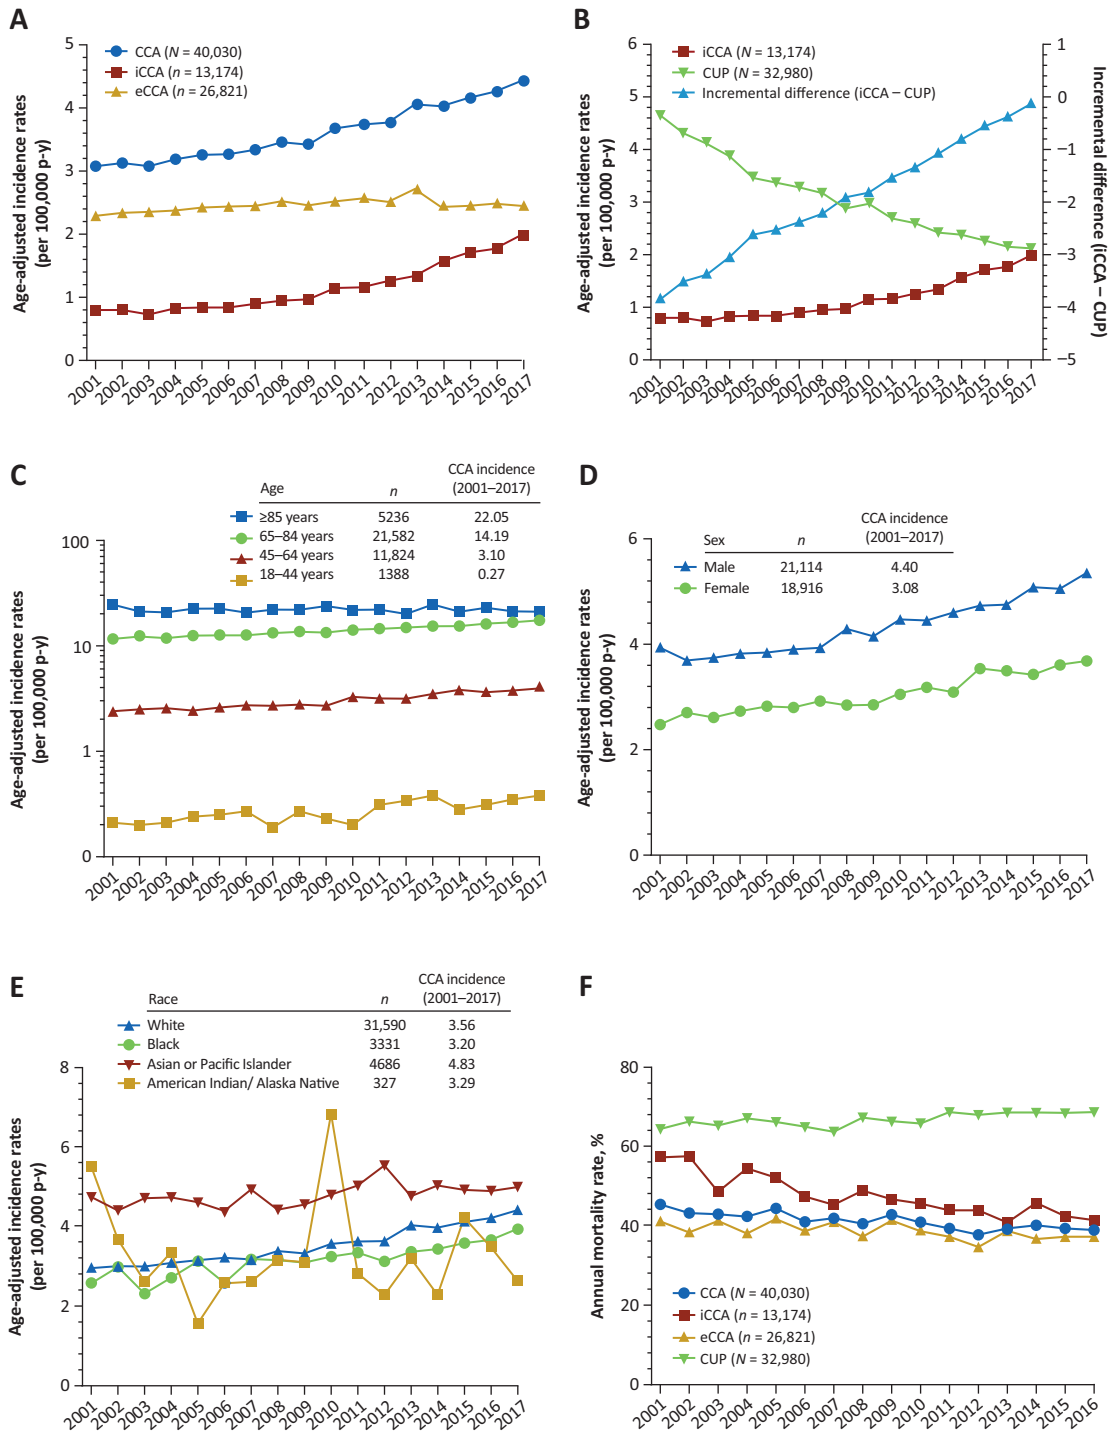 A
Age-adjusted incidence rates
(per 100,000 p-y)
5
4
3
2
1
0
CCA (N = 40,030)
iCCA (n = 13,174)
eCCA (n = 26,821)
2001 2002 2003 2004 2005 2006 2007 2008 2009 2010 2011 2012 2013 2014 2015 2016 2017
B
Age-adjusted incidence rates
(per 100,000 p-y)
6
5
4
3
2
1
0
iCCA (N = 13,174)
CUP (N = 32,980)
Incremental difference (iCCA – CUP)
1
0
−1
−2
−3
−4
−5
Incremental
difference (iCCA – CUP)
2001 2002 2003 2004 2005 2006 2007 2008 2009 2010 2011 2012 2013 2014 2015 2016 2017
C
CCA incidence
Age n (2001–2017)
≥85 years 5236 22.05
65–84 years 21,582 14.19
45–64 years 11,824 3.10
18–44 years 1388 0.27
Age-adjusted incidence rates
(per 100,000 p-y)
100
10
1
0
2001 2002 2003 2004 2005 2006 2007 2008 2009 2010 2011 2012 2013 2014 2015 2016 2017
D
CCA incidence
Sex n (2001–2017)
Male 21,114 4.40
Female 18,916 3.08
Age-adjusted incidence rates
(per 100,000 p-y)
6
4
2
0
2001 2002 2003 2004 2005 2006 2007 2008 2009 2010 2011 2012 2013 2014 2015 2016 2017
E
CCA incidence
Race n (2001–2017)
White 31,590 3.56
Black 3331 3.20
Asian or Pacific Islander 4686 4.83
American Indian/ Alaska Native 327 3.29
Age-adjusted incidence rates
(per 100,000 p-y)
8
6
4
2
0
2001 2002 2003 2004 2005 2006 2007 2008 2009 2010 2011 2012 2013 2014 2015 2016 2017
F
Annual mortality rate, %
80
60
40
20
0
CCA (N = 40,030)
iCCA (n = 13,174)
eCCA (n = 26,821)
CUP (N = 32,980)
2001 2002 2003 2004 2005 2006 2007 2008 2009 2010 2011 2012 2013 2014 2015 2016